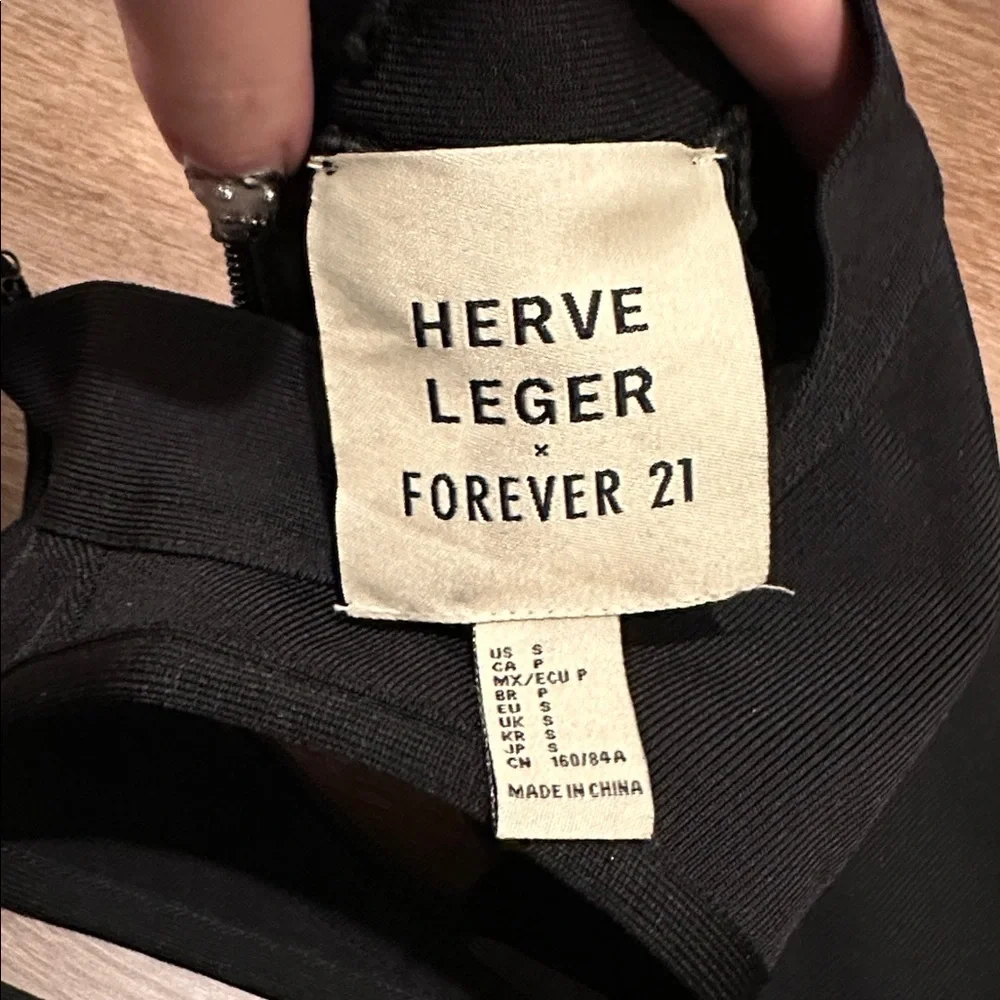 HERVE
LEGER
×
FOREVER 21
US S
CA P
MX/ECU P
BR P
EU S
UK S
KR S
JP S
CN 160/84A
MADE IN CHINA